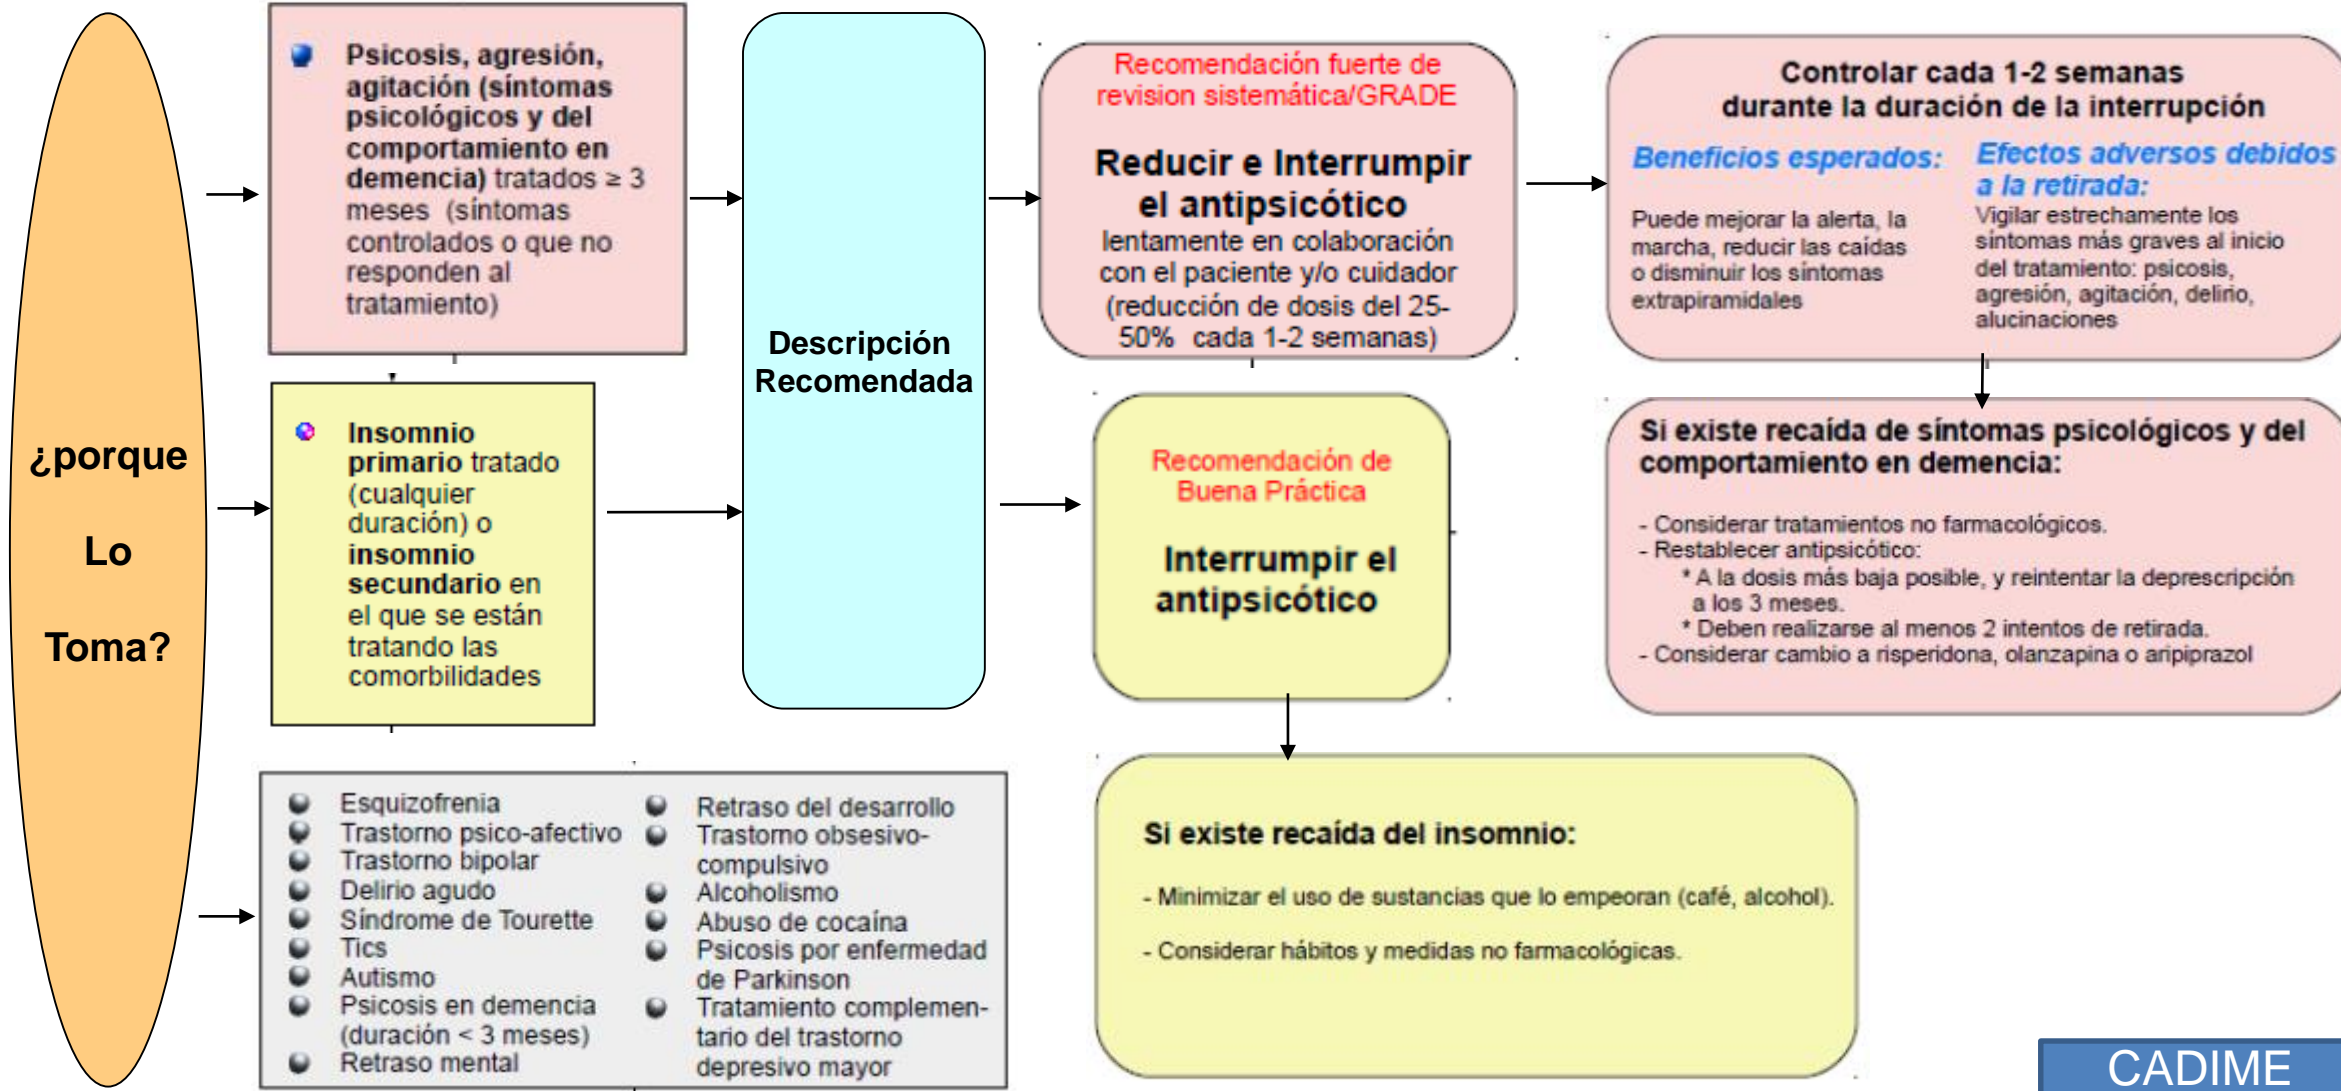 ¿porque
Lo
Toma?
Psicosis, agresión,
agitación (síntomas
psicológicos y del
comportamiento en
demencia) tratados ≥ 3
meses (síntomas
controlados o que no
responden al
tratamiento)
Insomnio
primario tratado
(cualquier
duración) o
insomnio
secundario en
el que se están
tratando las
comorbilidades
Esquizofrenia
Trastorno psico-afectivo
Trastorno bipolar
Delirio agudo
Síndrome de Tourette
Tics
Autismo
Psicosis en demencia
(duración < 3 meses)
Retraso mental
Retraso del desarrollo
Trastorno obsesivo-
compulsivo
Alcoholismo
Abuso de cocaína
Psicosis por enfermedad
de Parkinson
Tratamiento complemen-
tario del trastorno
depresivo mayor
Descripción
Recomendada
Recomendación fuerte de
revision sistemática/GRADE
Reducir e Interrumpir
el antipsicótico
lentamente en colaboración
con el paciente y/o cuidador
(reducción de dosis del 25-
50% cada 1-2 semanas)
Recomendación de
Buena Práctica
Interrumpir el
antipsicótico
Controlar cada 1-2 semanas
durante la duración de la interrupción
Beneficios esperados:
Puede mejorar la alerta, la
marcha, reducir las caídas
o disminuir los síntomas
extrapiramidales
Efectos adversos debidos
a la retirada:
Vigilar estrechamente los
síntomas más graves al inicio
del tratamiento: psicosis,
agresión, agitación, delirio,
alucinaciones
Si existe recaída de síntomas psicológicos y del
comportamiento en demencia:
- Considerar tratamientos no farmacológicos.
- Restablecer antipsicótico:
* A la dosis más baja posible, y reintentar la deprescripción
a los 3 meses.
* Deben realizarse al menos 2 intentos de retirada.
- Considerar cambio a risperidona, olanzapina o aripiprazol
Si existe recaída del insomnio:
- Minimizar el uso de sustancias que lo empeoran (café, alcohol).
- Considerar hábitos y medidas no farmacológicas.
CADIME